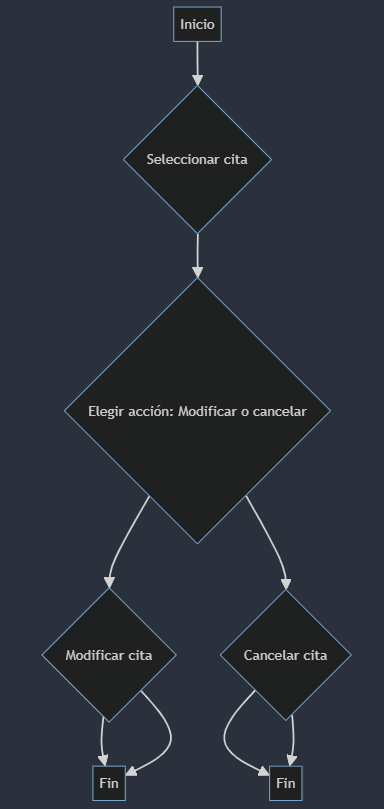 Inicio
Seleccionar cita
Elegir acción: Modificar o cancelar
Modificar cita
Cancelar cita
Fin
Fin